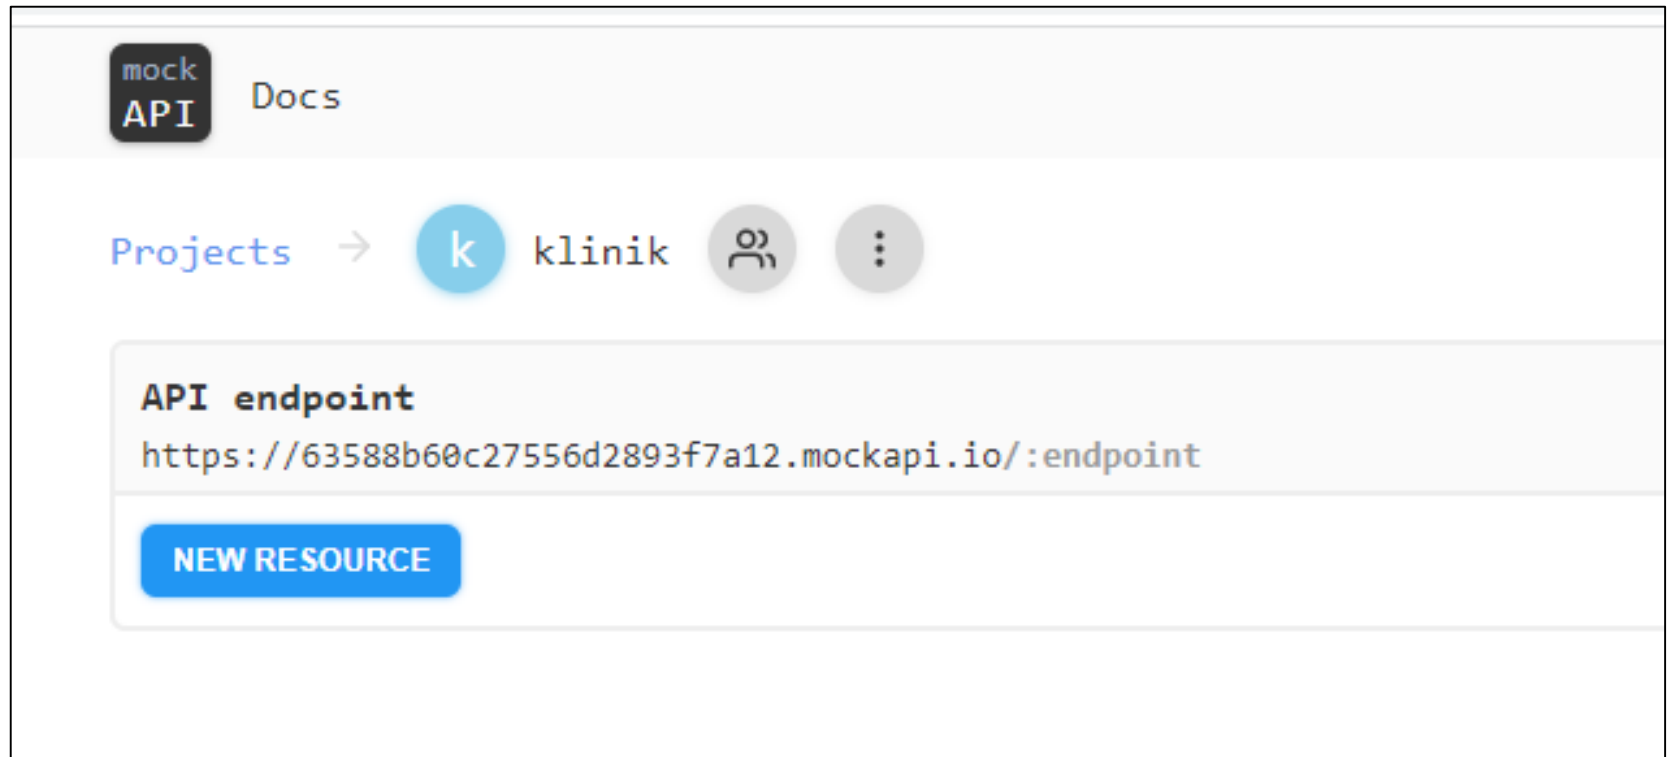 mock
API
Docs
Projects → k klinik
API endpoint
https://63588b60c27556d2893f7a12.mockapi.io/:endpoint
NEW RESOURCE